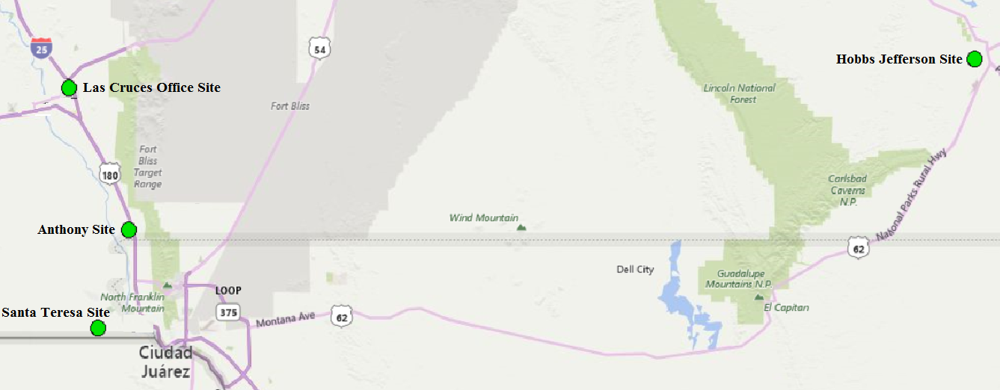 25
54
Hobbs Jefferson Site
Las Cruces Office Site
Lincoln National
Forest
Fort Bliss
Fort
Bliss
Target
Range
180
Carlsbad
Caverns
N.P.
National Parks Rural Hwy
Wind Mountain
Anthony Site
62
Dell City
Guadalupe
Mountains N.P.
LOOP
375
North Franklin
Mountain
El Capitan
Santa Teresa Site
Montana Ave
62
Ciudad
Juárez